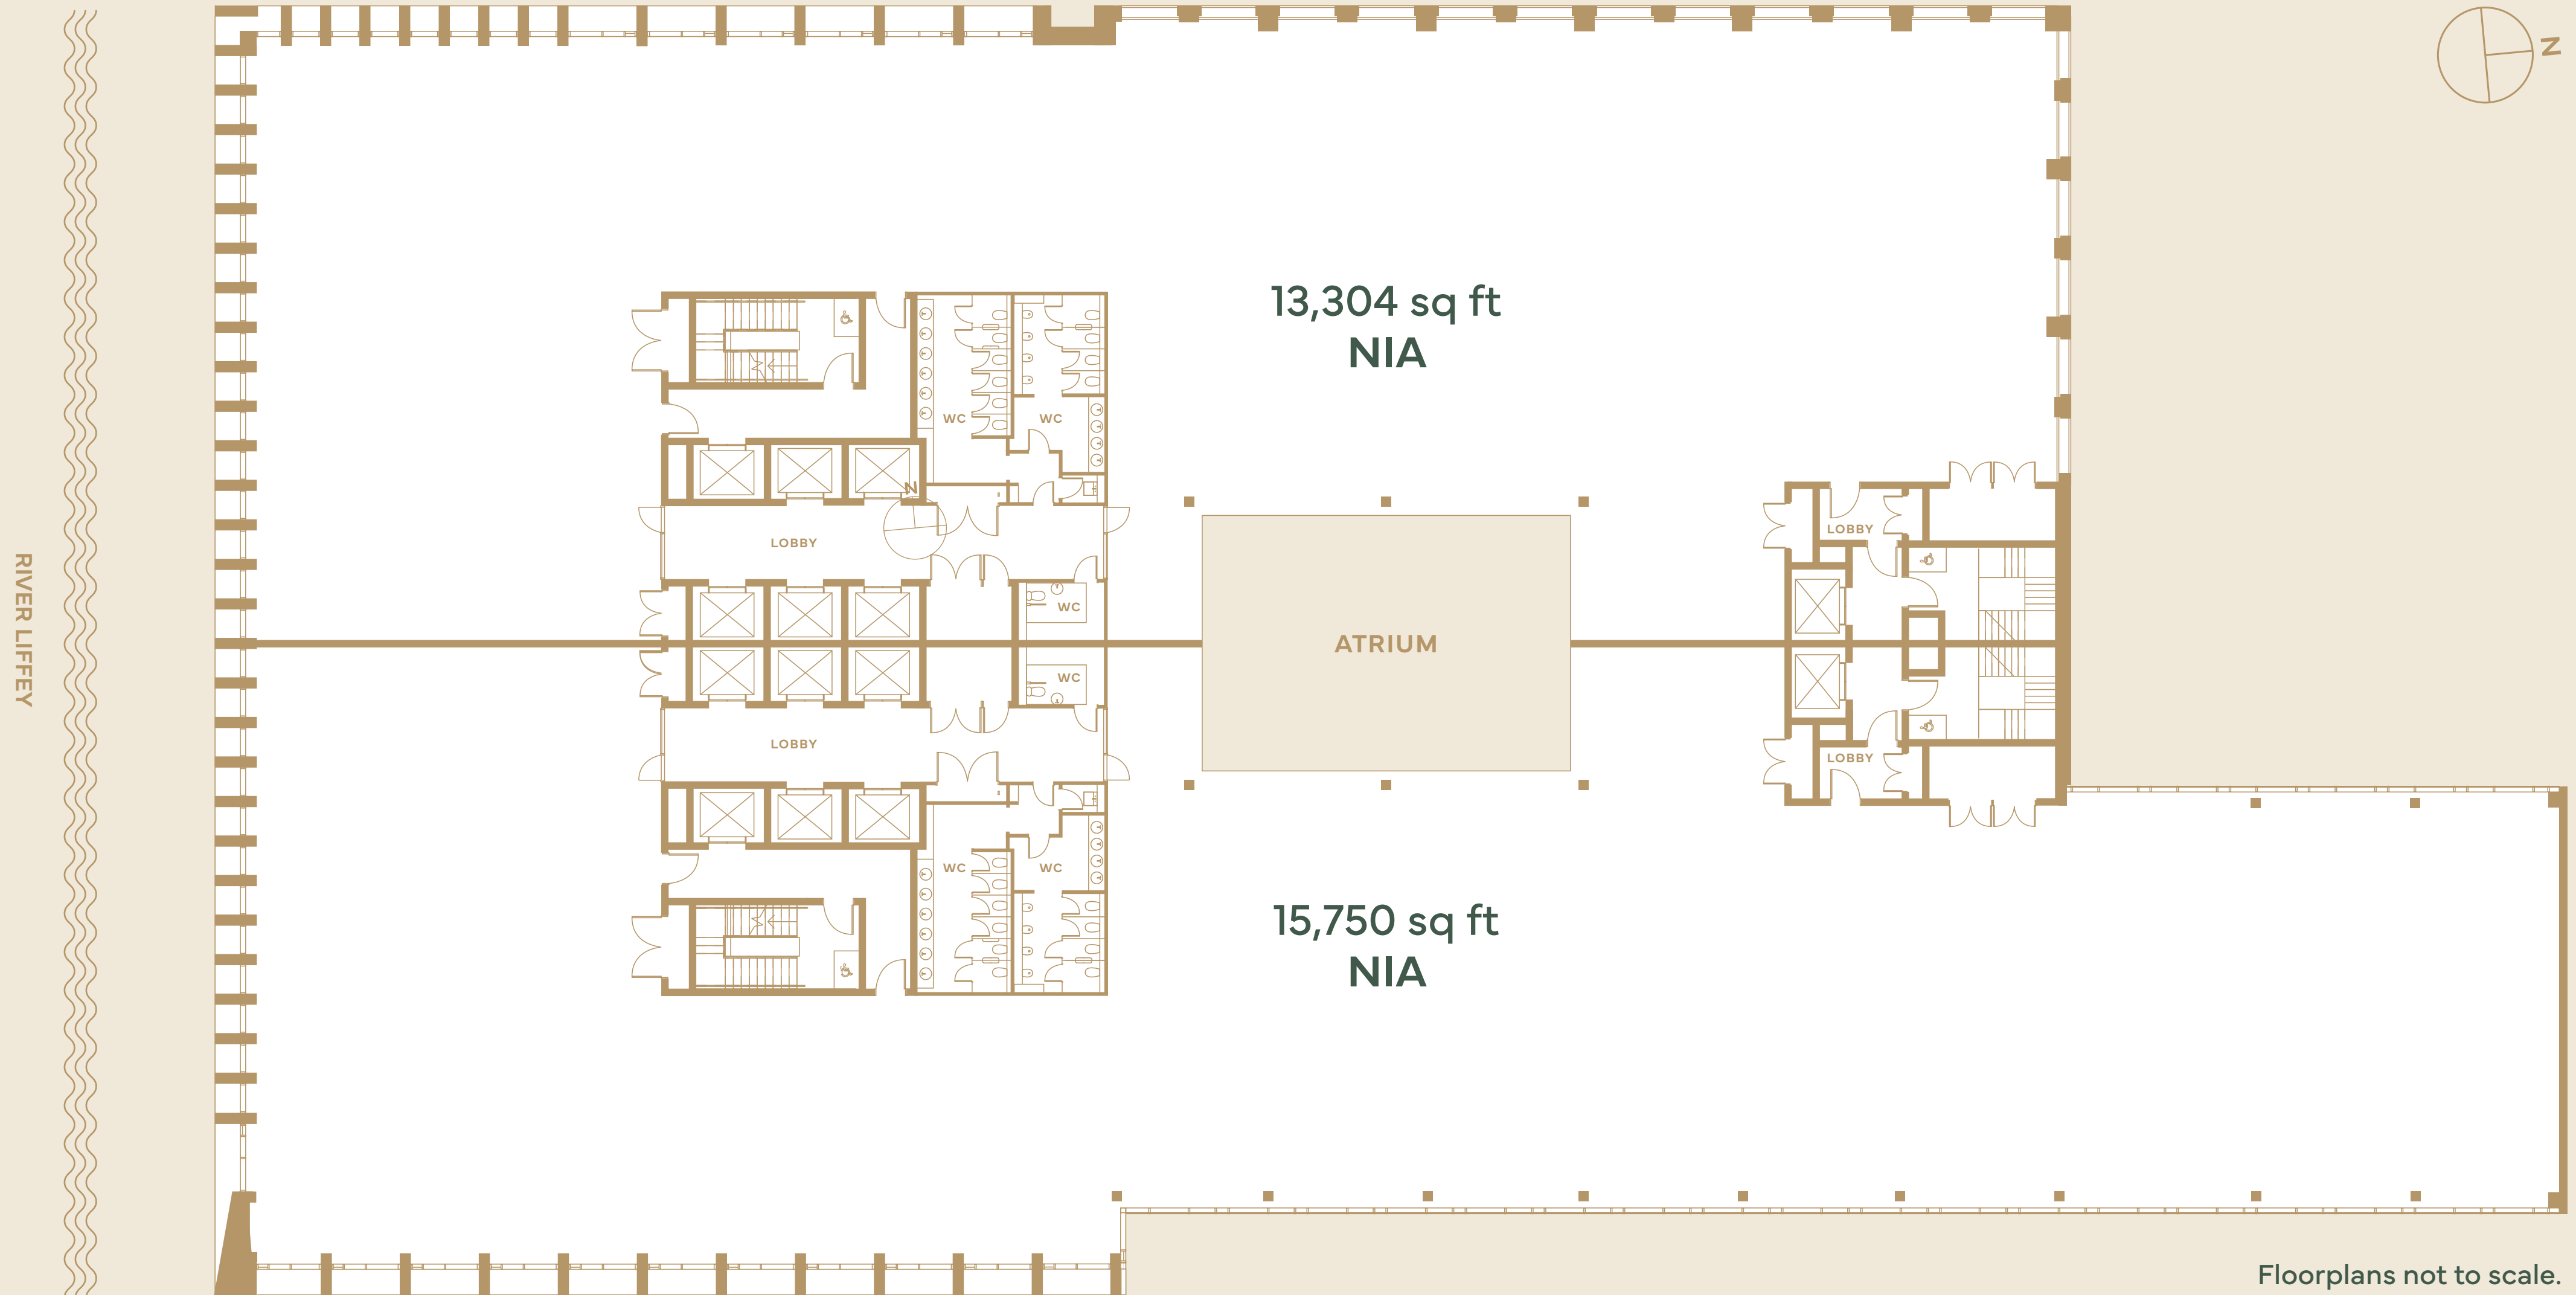 N
13,304 sq ft
NIA
WC
WC
N
LOBBY
LOBBY
RIVER LIFFEY
WC
ATRIUM
WC
LOBBY
LOBBY
WC
WC
15,750 sq ft
NIA
Floorplans not to scale.